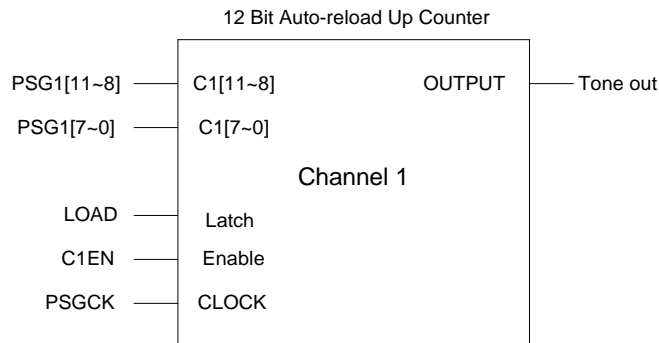 12 Bit Auto-reload Up Counter
PSG1[11~8] C1[11~8] OUTPUT Tone out
PSG1[7~0] C1[7~0]
Channel 1
LOAD Latch
C1EN Enable
PSGCK CLOCK